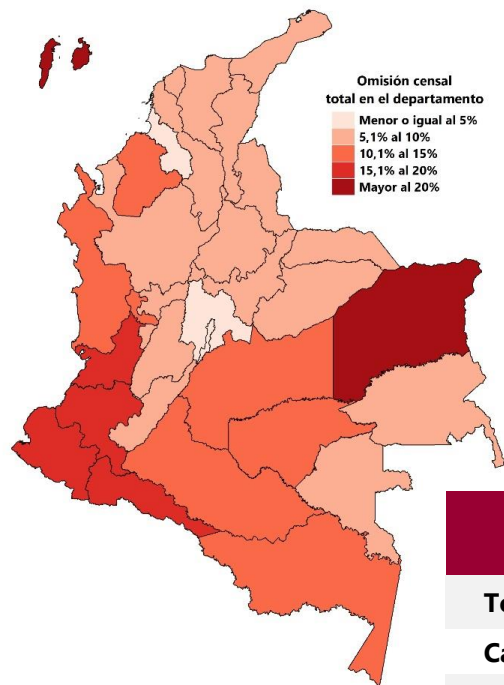 Omisión censal
total en el departamento
Menor o igual al 5%
5,1% al 10%
10,1% al 15%
15,1% al 20%
Mayor al 20%